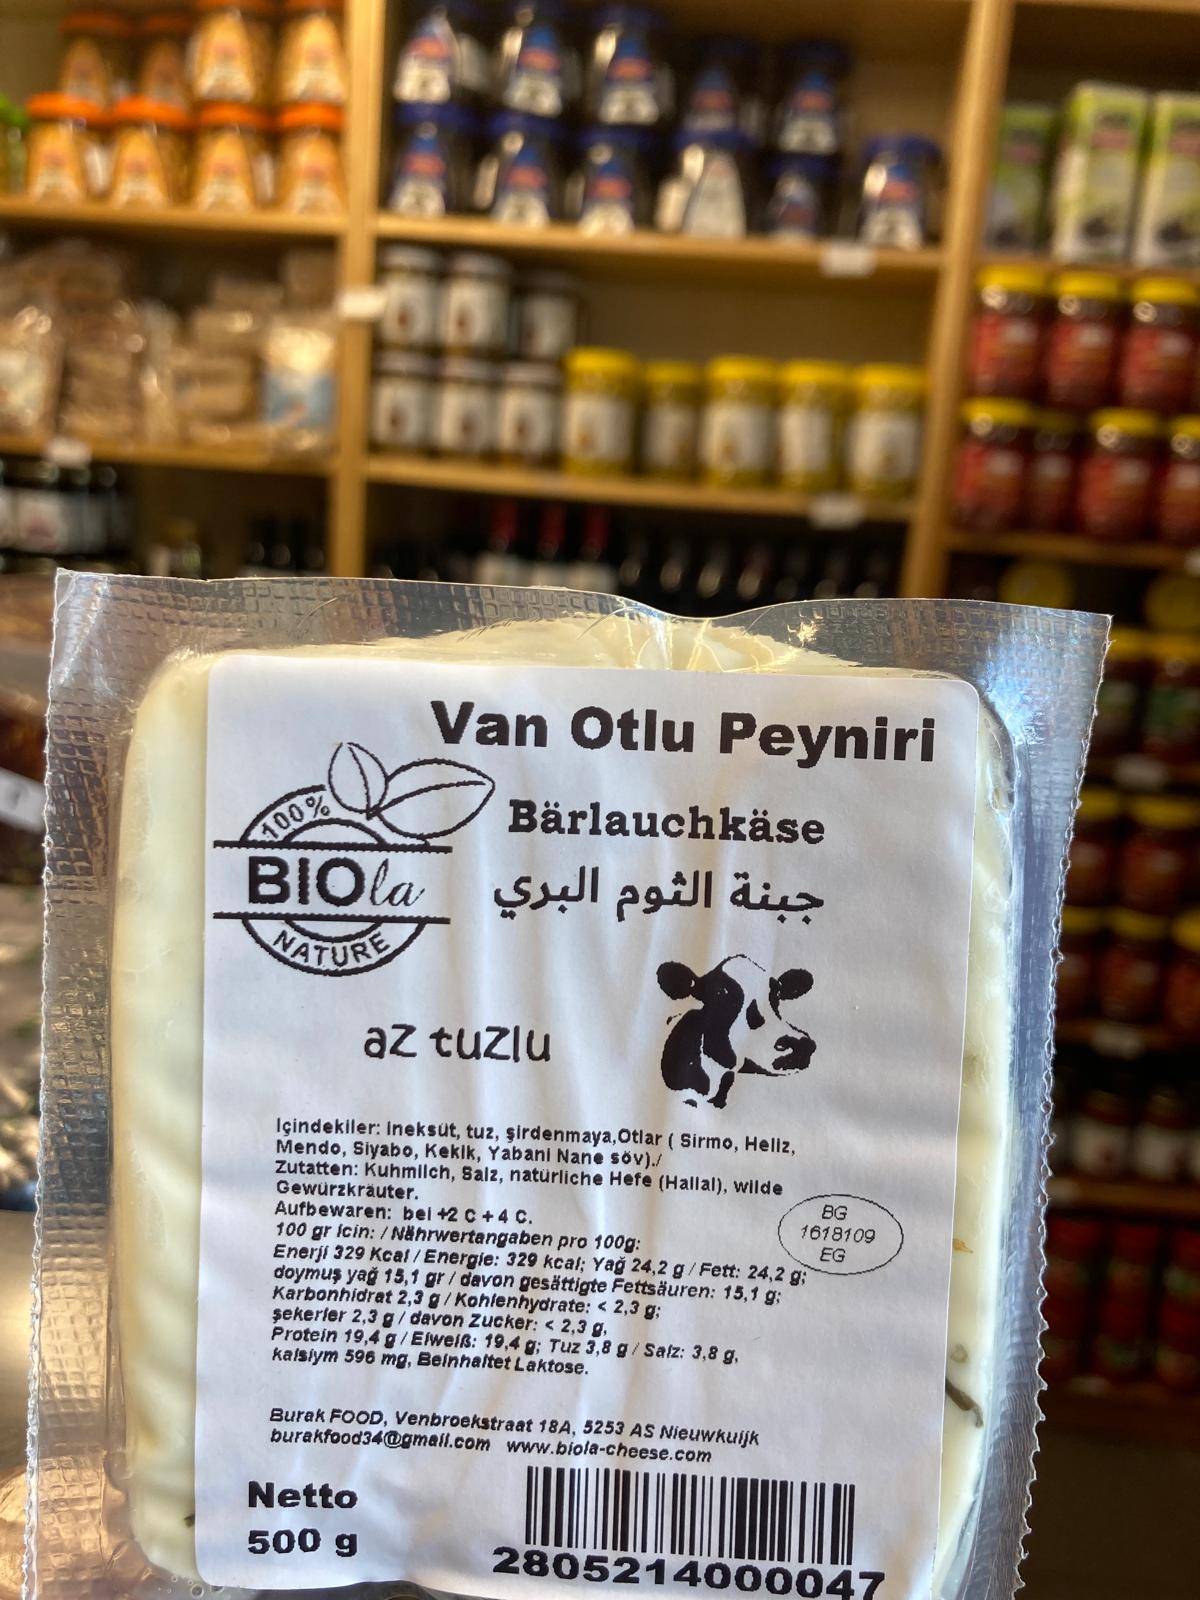 Van Otlu Peyniri
100%
BIOla
NATURE
Bärlauchkäse
جبنة الثوم البري
az tuzlu
Içindekiler: ineksüt, tuz, şirdenmaya,Otlar ( Sirmo, Heliz,
Mendo, Siyabo, Kekik, Yabani Nane söv)./
Zutatten: Kuhmilch, Salz, natürliche Hefe (Hallal), wilde
Gewürzkräuter.
Aufbewaren: bei +2 C + 4 C.
100 gr icin: / Nährwertangaben pro 100g:
Enerji 329 Kcal / Energie: 329 kcal; Yağ 24,2 g / Fett: 24,2 g;
doymuş yağ 15,1 gr / davon gesättigte Fettsäuren: 15,1 g;
Karbonhidrat 2,3 g / Kohlenhydrate: < 2,3 g;
şekerler 2,3 g / davon Zucker: < 2,3 g,
Protein 19,4 g / Eiweiß: 19,4 g; Tuz 3,8 g / Salz: 3,8 g,
kalsiym 596 mg, Beinhaltet Laktose.
BG
1618109
EG
Burak FOOD, Venbroekstraat 18A, 5253 AS Nieuwkuijk
burakfood34@gmail.com www.biola-cheese.com
Netto
500 g
2805214000047